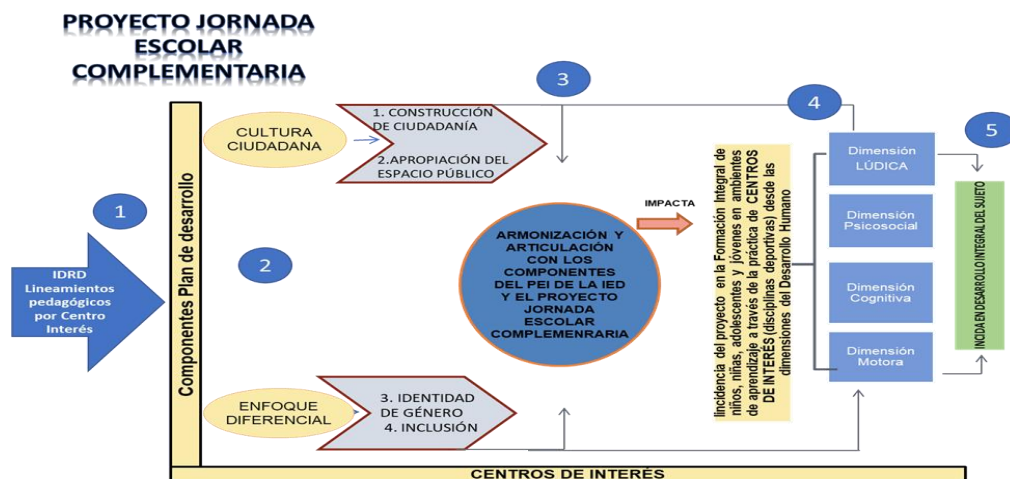 PROYECTO JORNADA
ESCOLAR
COMPLEMENTARIA
1
IDRD
Lineamientos
pedagógicos
por Centro
Interés
Componentes Plan de desarrollo
2
CULTURA
CIUDADANA
1. CONSTRUCCIÓN
DE CIUDADANÍA
2.APROPIACIÓN DEL
ESPACIO PÚBLICO
ENFOQUE
DIFERENCIAL
3. IDENTIDAD
DE GÉNERO
4. INCLUSIÓN
3
ARMONIZACIÓN Y
ARTICULACIÓN
CON LOS
COMPONENTES
DEL PEI DE LA IED
Y EL PROYECTO
JORNADA
ESCOLAR
COMPLEMENRARIA
IMPACTA
Iincidencia del proyecto en la Formación Integral de
niños, niñas, adolescentes y jóvenes en ambientes
de aprendizaje a través de la práctica de CENTROS
DE INTERÉS (disciplinas deportivas) desde las
dimensiones del Desarrollo Humano
4
Dimensión
LÚDICA
Dimensión
Psicosocial
Dimensión
Cognitiva
Dimensión
Motora
5
INCIDA EN DESARROLLO INTEGRAL DEL SUJETO
CENTROS DE INTERÉS